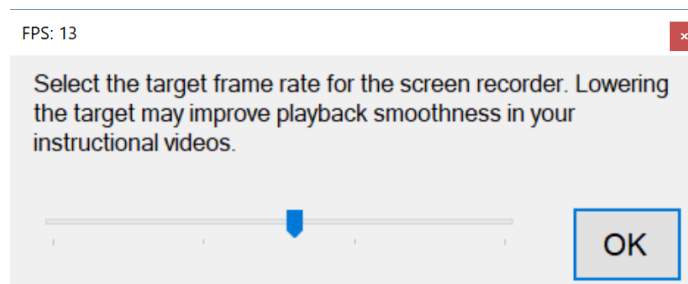 FPS: 13
Select the target frame rate for the screen recorder. Lowering
the target may improve playback smoothness in your
instructional videos.
OK